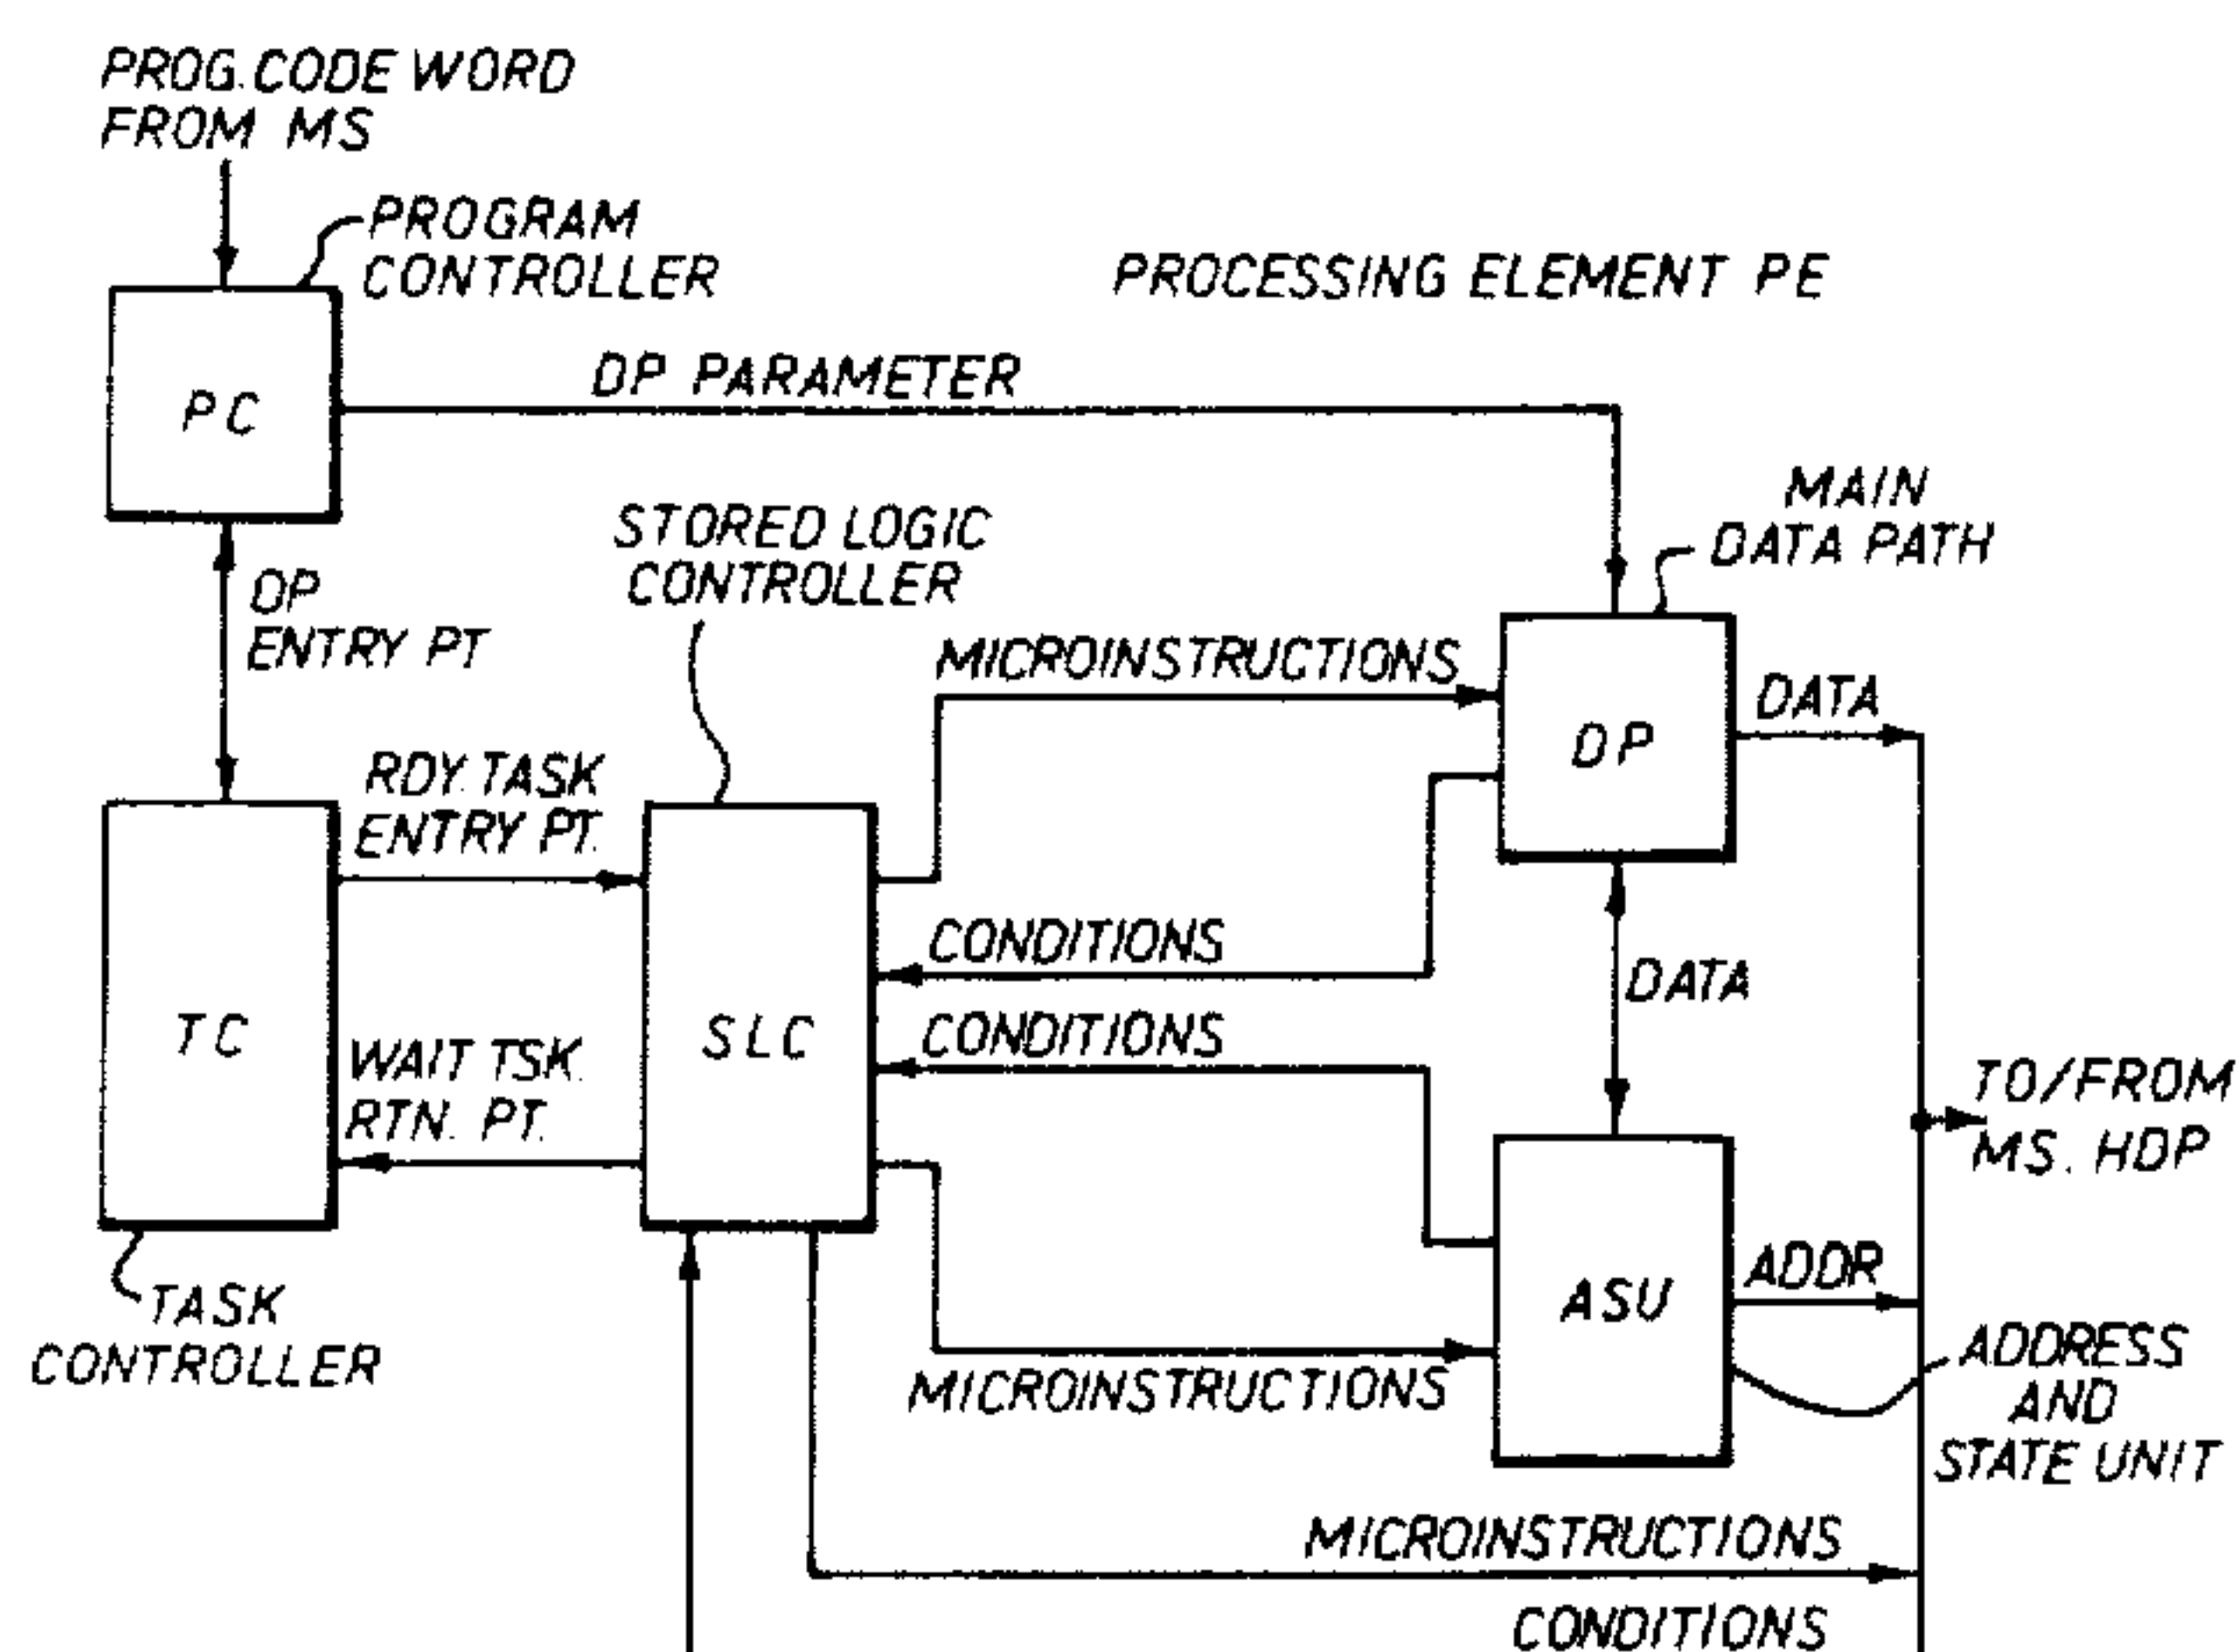 PROG. CODE WORD
FROM MS
PROGRAM
CONTROLLER
PROCESSING ELEMENT PE
PC
OP PARAMETER
MAIN
DATA PATH
STORED LOGIC
CONTROLLER
OP
ENTRY PT
MICROINSTRUCTIONS
DATA
DP
RDY. TASK
ENTRY PT.
CONDITIONS
DATA
TC
SLC
CONDITIONS
WAIT TSK.
RTN. PT.
TO/FROM
MS. HDP
ADDR
ASU
TASK
CONTROLLER
ADDRESS
AND
STATE UNIT
MICROINSTRUCTIONS
MICROINSTRUCTIONS
CONDITIONS